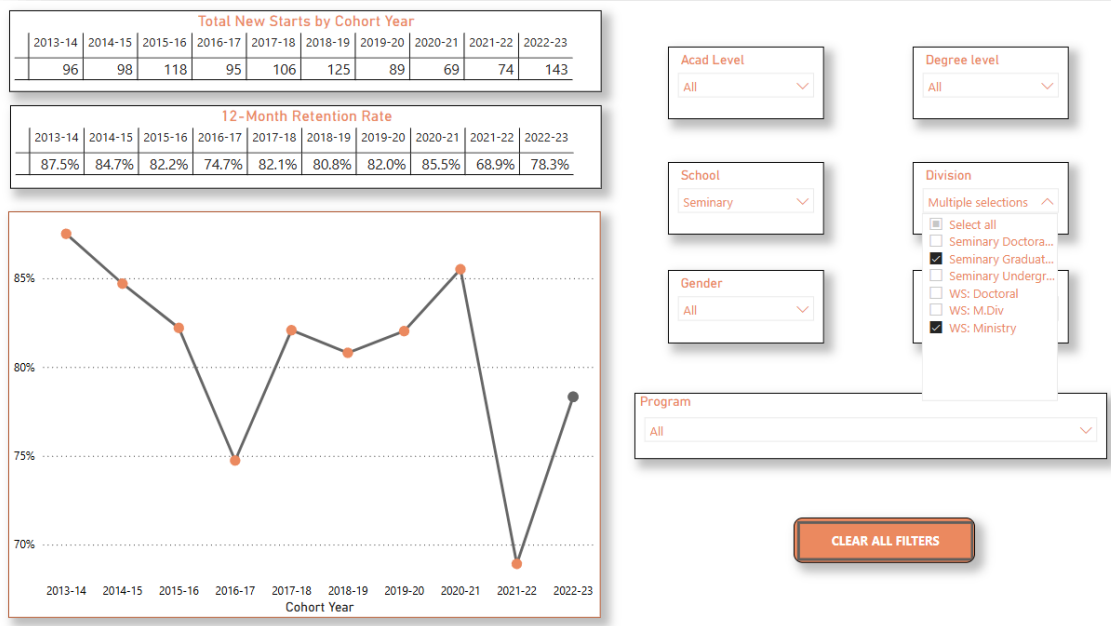 Total New Starts by Cohort Year
2013-14 2014-15 2015-16 2016-17 2017-18 2018-19 2019-20 2020-21 2021-22 2022-23
96 98 118 95 106 125 89 69 74 143
12-Month Retention Rate
2013-14 2014-15 2015-16 2016-17 2017-18 2018-19 2019-20 2020-21 2021-22 2022-23
87.5% 84.7% 82.2% 74.7% 82.1% 80.8% 82.0% 85.5% 68.9% 78.3%
85%
80%
75%
70%
2013-14 2014-15 2015-16 2016-17 2017-18 2018-19 2019-20 2020-21 2021-22 2022-23
Cohort Year
Acad Level
All
Degree level
All
School
Seminary
Division
Multiple selections
Select all
Seminary Doctora...
Seminary Graduat...
Seminary Undergr...
WS: Doctoral
WS: M.Div
WS: Ministry
Gender
All
Program
All
CLEAR ALL FILTERS